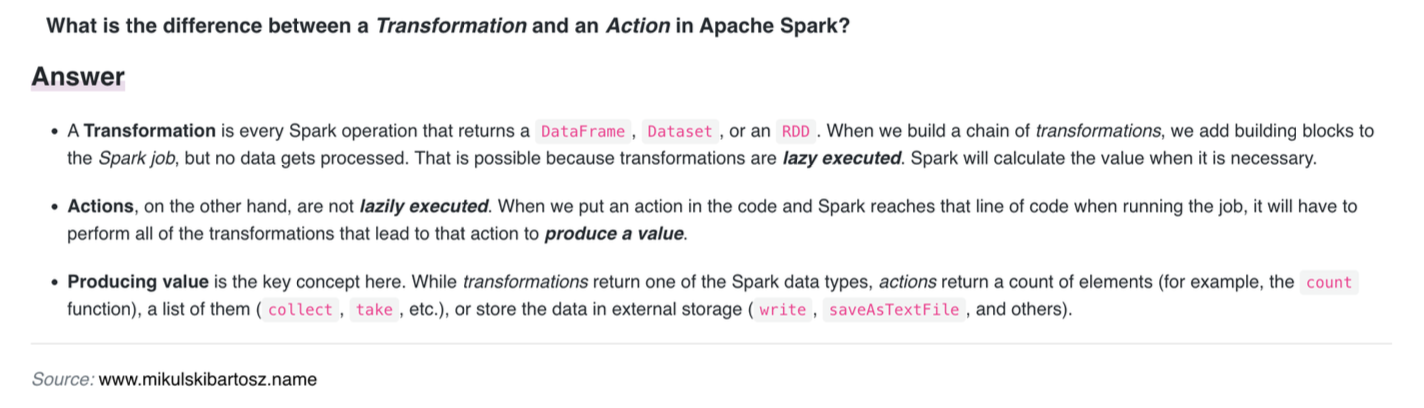 What is the difference between a Transformation and an Action in Apache Spark?
Answer
• A Transformation is every Spark operation that returns a DataFrame , Dataset , or an RDD . When we build a chain of transformations, we add building blocks to
the Spark job, but no data gets processed. That is possible because transformations are lazy executed. Spark will calculate the value when it is necessary.
• Actions, on the other hand, are not lazily executed. When we put an action in the code and Spark reaches that line of code when running the job, it will have to
perform all of the transformations that lead to that action to produce a value.
• Producing value is the key concept here. While transformations return one of the Spark data types, actions return a count of elements (for example, the count
function), a list of them ( collect , take , etc.), or store the data in external storage ( write , saveAsTextFile , and others).
Source: www.mikulskibartosz.name